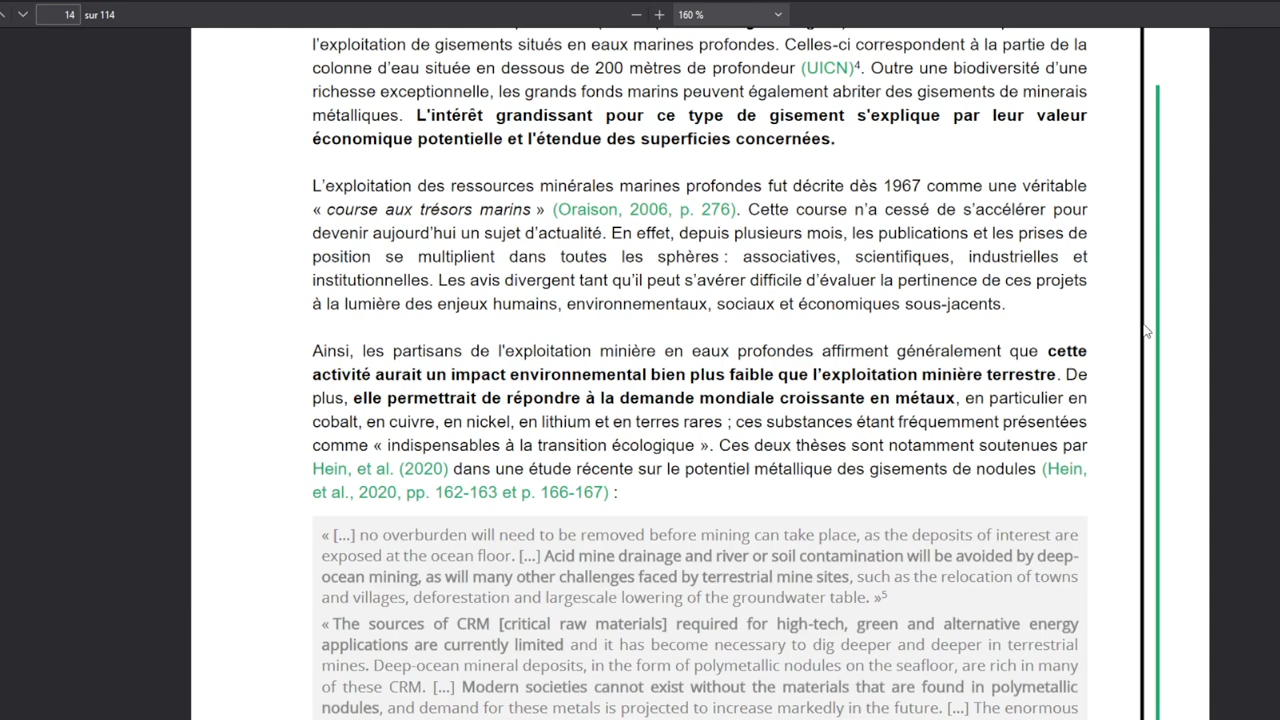 14 sur 114 160 %
l’exploitation de gisements situés en eaux marines profondes. Celles-ci correspondent à la partie de la
colonne d’eau située en dessous de 200 mètres de profondeur (UICN)⁴. Outre une biodiversité d’une
richesse exceptionnelle, les grands fonds marins peuvent également abriter des gisements de minerais
métalliques. L'intérêt grandissant pour ce type de gisement s'explique par leur valeur
économique potentielle et l'étendue des superficies concernées.
L’exploitation des ressources minérales marines profondes fut décrite dès 1967 comme une véritable
« course aux trésors marins » (Oraison, 2006, p. 276). Cette course n’a cessé de s’accélérer pour
devenir aujourd’hui un sujet d’actualité. En effet, depuis plusieurs mois, les publications et les prises de
position se multiplient dans toutes les sphères : associatives, scientifiques, industrielles et
institutionnelles. Les avis divergent tant qu’il peut s’avérer difficile d’évaluer la pertinence de ces projets
à la lumière des enjeux humains, environnementaux, sociaux et économiques sous-jacents.
Ainsi, les partisans de l'exploitation minière en eaux profondes affirment généralement que cette
activité aurait un impact environnemental bien plus faible que l’exploitation minière terrestre. De
plus, elle permettrait de répondre à la demande mondiale croissante en métaux, en particulier en
cobalt, en cuivre, en nickel, en lithium et en terres rares ; ces substances étant fréquemment présentées
comme « indispensables à la transition écologique ». Ces deux thèses sont notamment soutenues par
Hein, et al. (2020) dans une étude récente sur le potentiel métallique des gisements de nodules (Hein,
et al., 2020, pp. 162-163 et p. 166-167) :
« [...] no overburden will need to be removed before mining can take place, as the deposits of interest are
exposed at the ocean floor. [...] Acid mine drainage and river or soil contamination will be avoided by deep-
ocean mining, as will many other challenges faced by terrestrial mine sites, such as the relocation of towns
and villages, deforestation and largescale lowering of the groundwater table. »⁵
« The sources of CRM [critical raw materials] required for high-tech, green and alternative energy
applications are currently limited and it has become necessary to dig deeper and deeper in terrestrial
mines. Deep-ocean mineral deposits, in the form of polymetallic nodules on the seafloor, are rich in many
of these CRM. [...] Modern societies cannot exist without the materials that are found in polymetallic
nodules, and demand for these metals is projected to increase markedly in the future. [...] The enormous